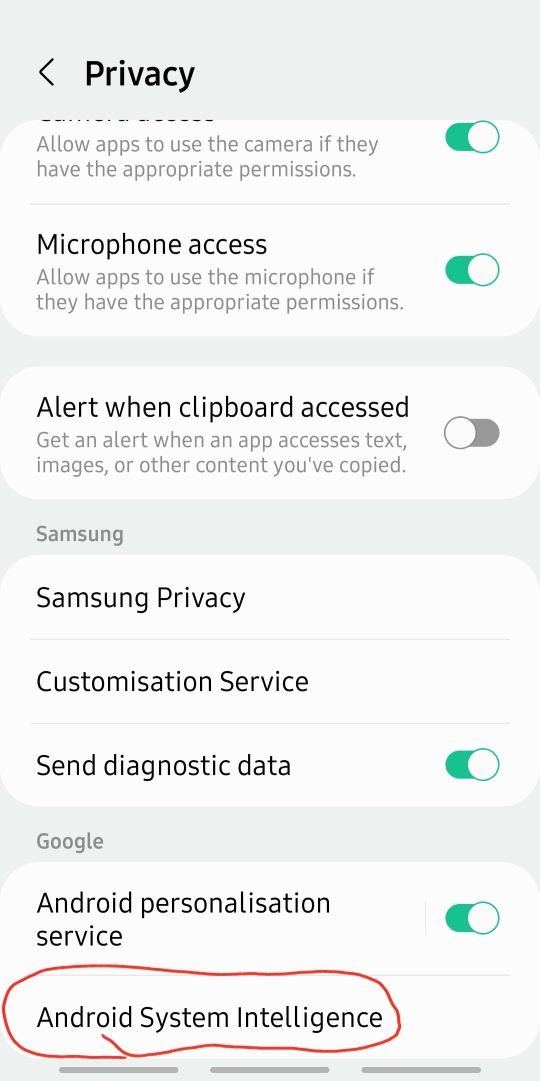 Privacy
Camera access
Allow apps to use the camera if they
have the appropriate permissions.
Microphone access
Allow apps to use the microphone if
they have the appropriate permissions.
Alert when clipboard accessed
Get an alert when an app accesses text,
images, or other content you've copied.
Samsung
Samsung Privacy
Customisation Service
Send diagnostic data
Google
Android personalisation
service
Android System Intelligence